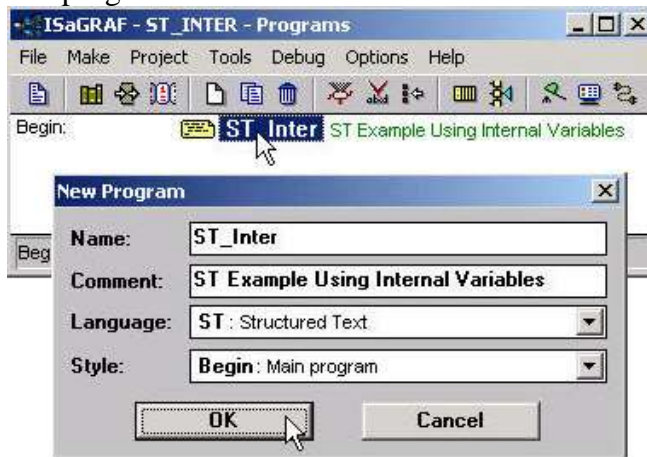 ISaGRAF - ST_INTER - Programs
File Make Project Tools Debug Options Help
Begin: ST_Inter ST Example Using Internal Variables
New Program
Beg
Name: ST_Inter
Comment: ST Example Using Internal Variables
Language: ST : Structured Text
Style: Begin : Main program
OK Cancel